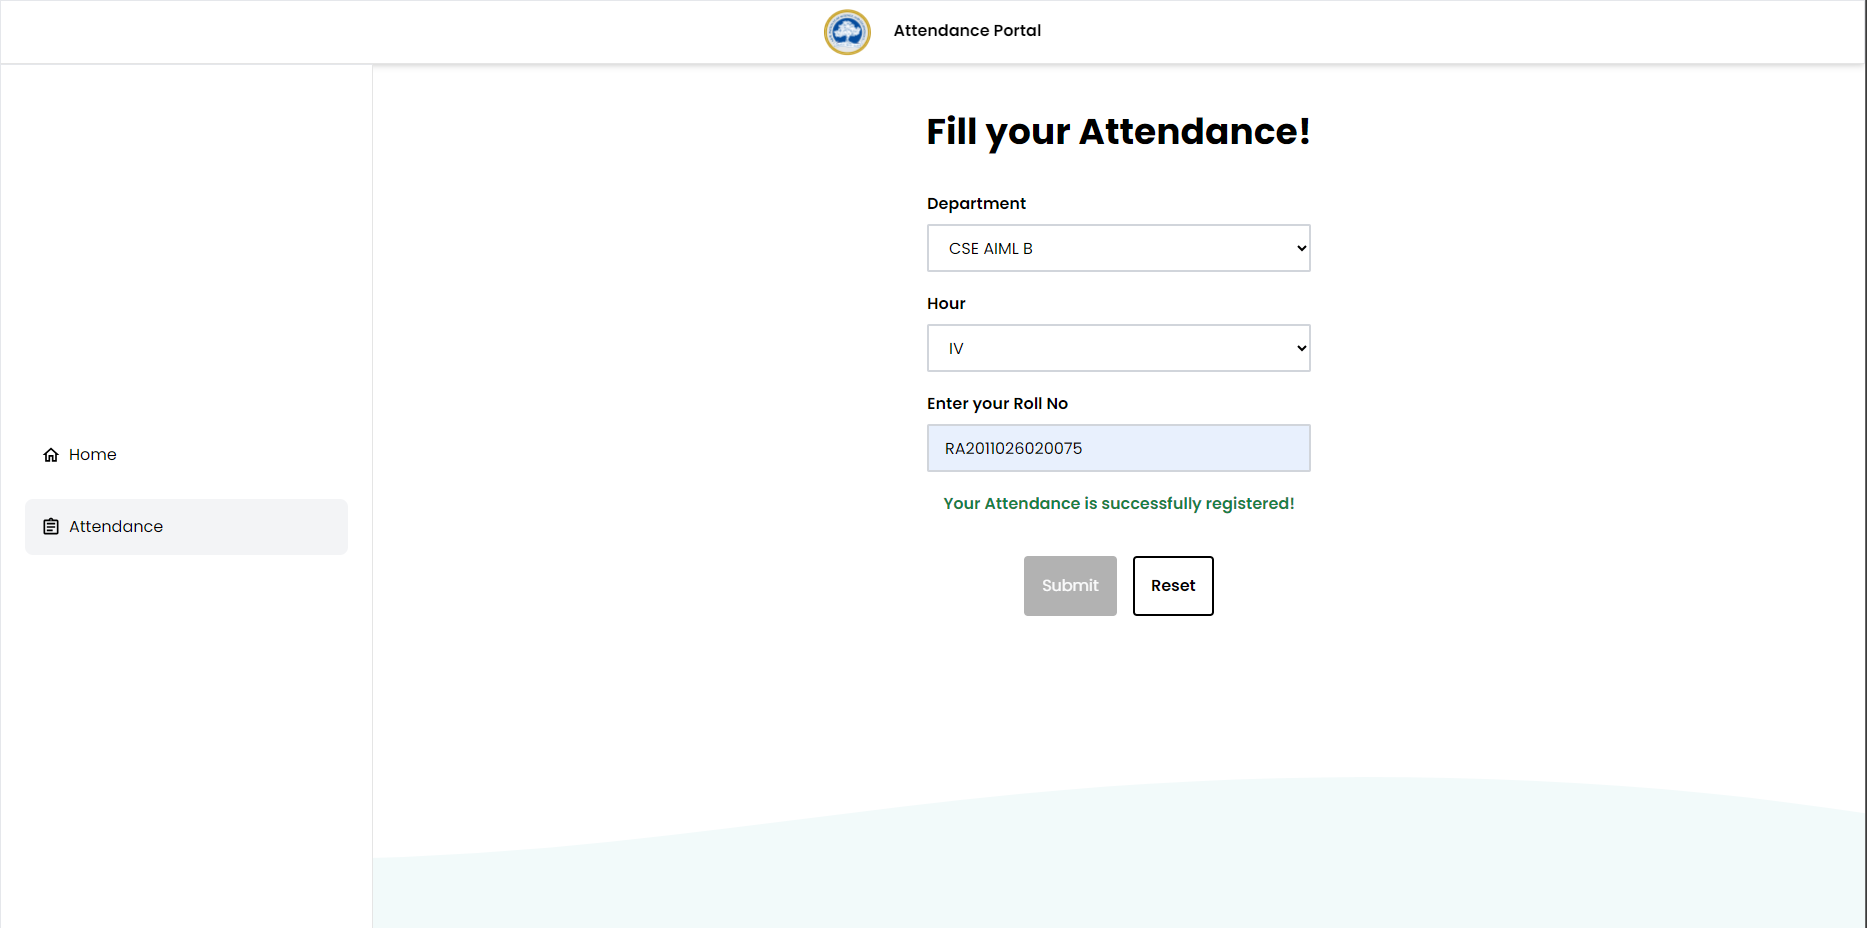 Attendance Portal
Home
Attendance
Fill your Attendance!
Department
CSE AIML B
Hour
IV
Enter your Roll No
RA2011026020075
Your Attendance is successfully registered!
Submit
Reset